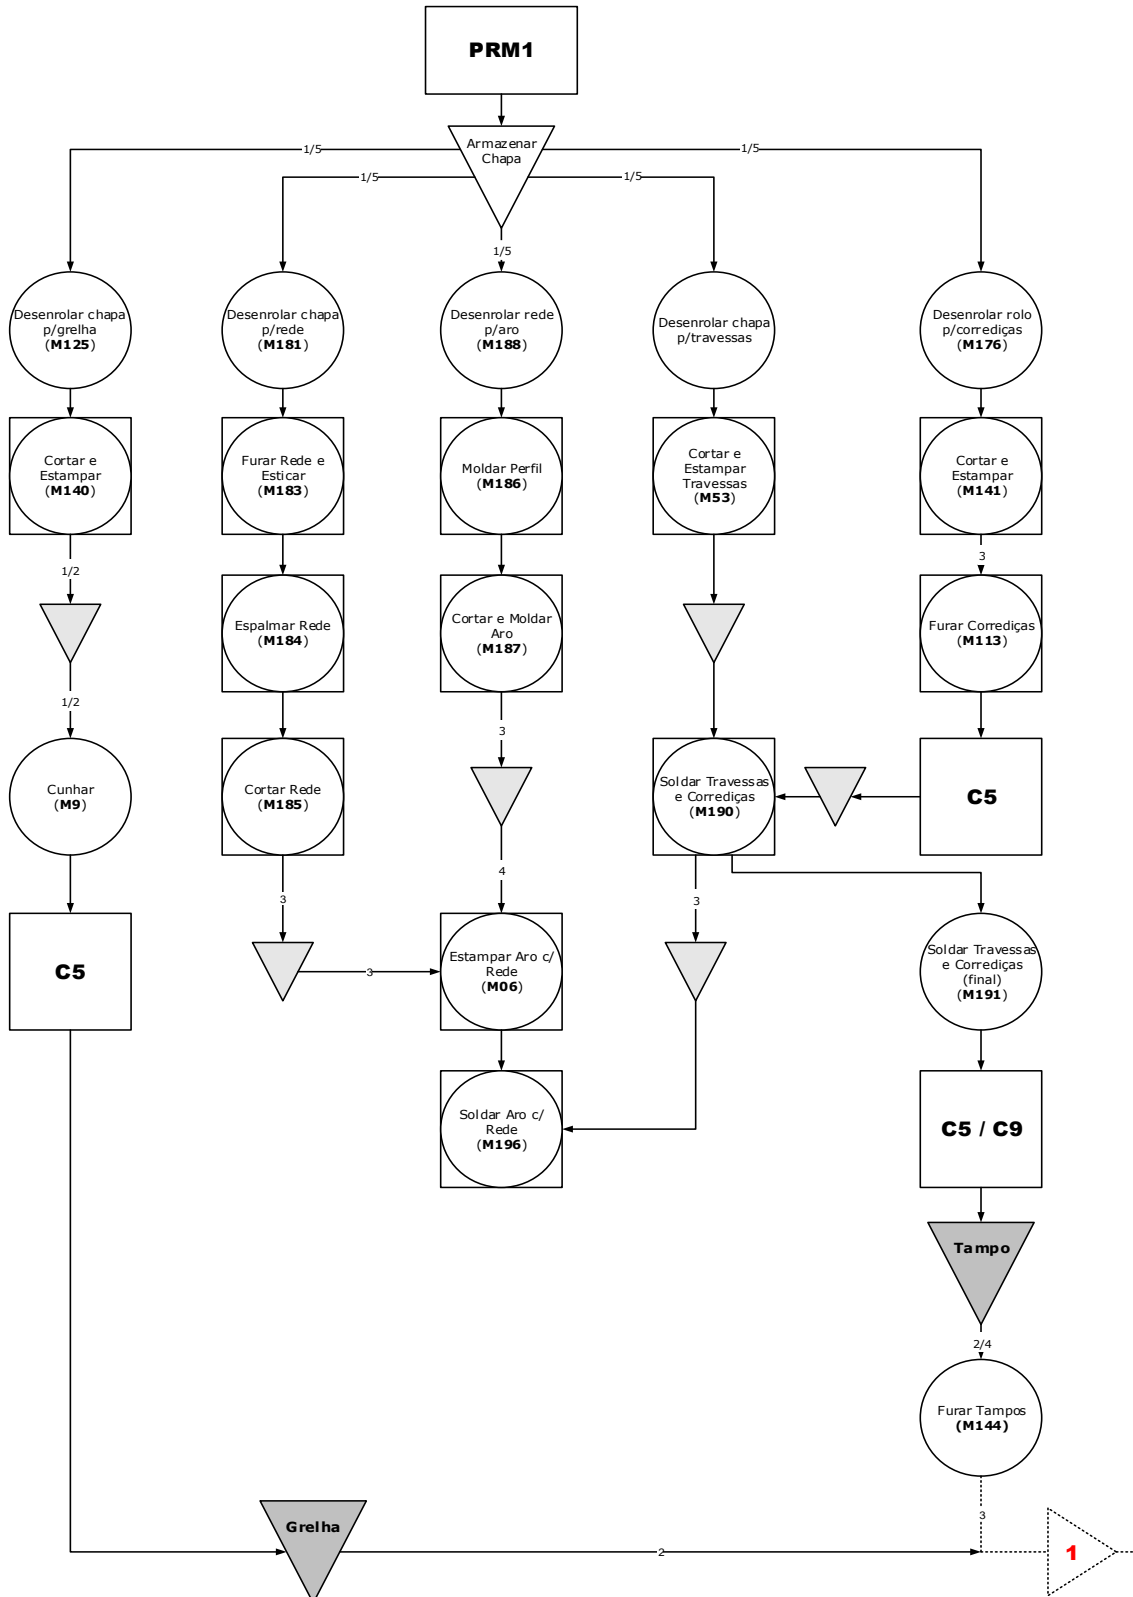 PRM1
Armazenar
Chapa
1/5
1/5
1/5
1/5
1/5
Desenrolar chapa
p/grelha
(M125)
Desenrolar chapa
p/rede
(M181)
Desenrolar rede
p/aro
(M188)
Desenrolar chapa
p/travessas
Desenrolar rolo
p/corrediças
(M176)
Cortar e
Estampar
(M140)
Furar Rede e
Esticar
(M183)
Moldar Perfil
(M186)
Cortar e
Estampar
Travessas
(M53)
Cortar e
Estampar
(M141)
1/2
3
Espalmar Rede
(M184)
Cortar e Moldar
Aro
(M187)
Furar Corrediças
(M113)
1/2
3
Cunhar
(M9)
Cortar Rede
(M185)
Soldar Travessas
e Corrediças
(M190)
C5
3
4
3
C5
3
Estampar Aro c/
Rede
(M06)
Soldar Travessas
e Corrediças
(final)
(M191)
Soldar Aro c/
Rede
(M196)
C5 / C9
Tampo
2/4
Furar Tampos
(M144)
3
Grelha
2
1